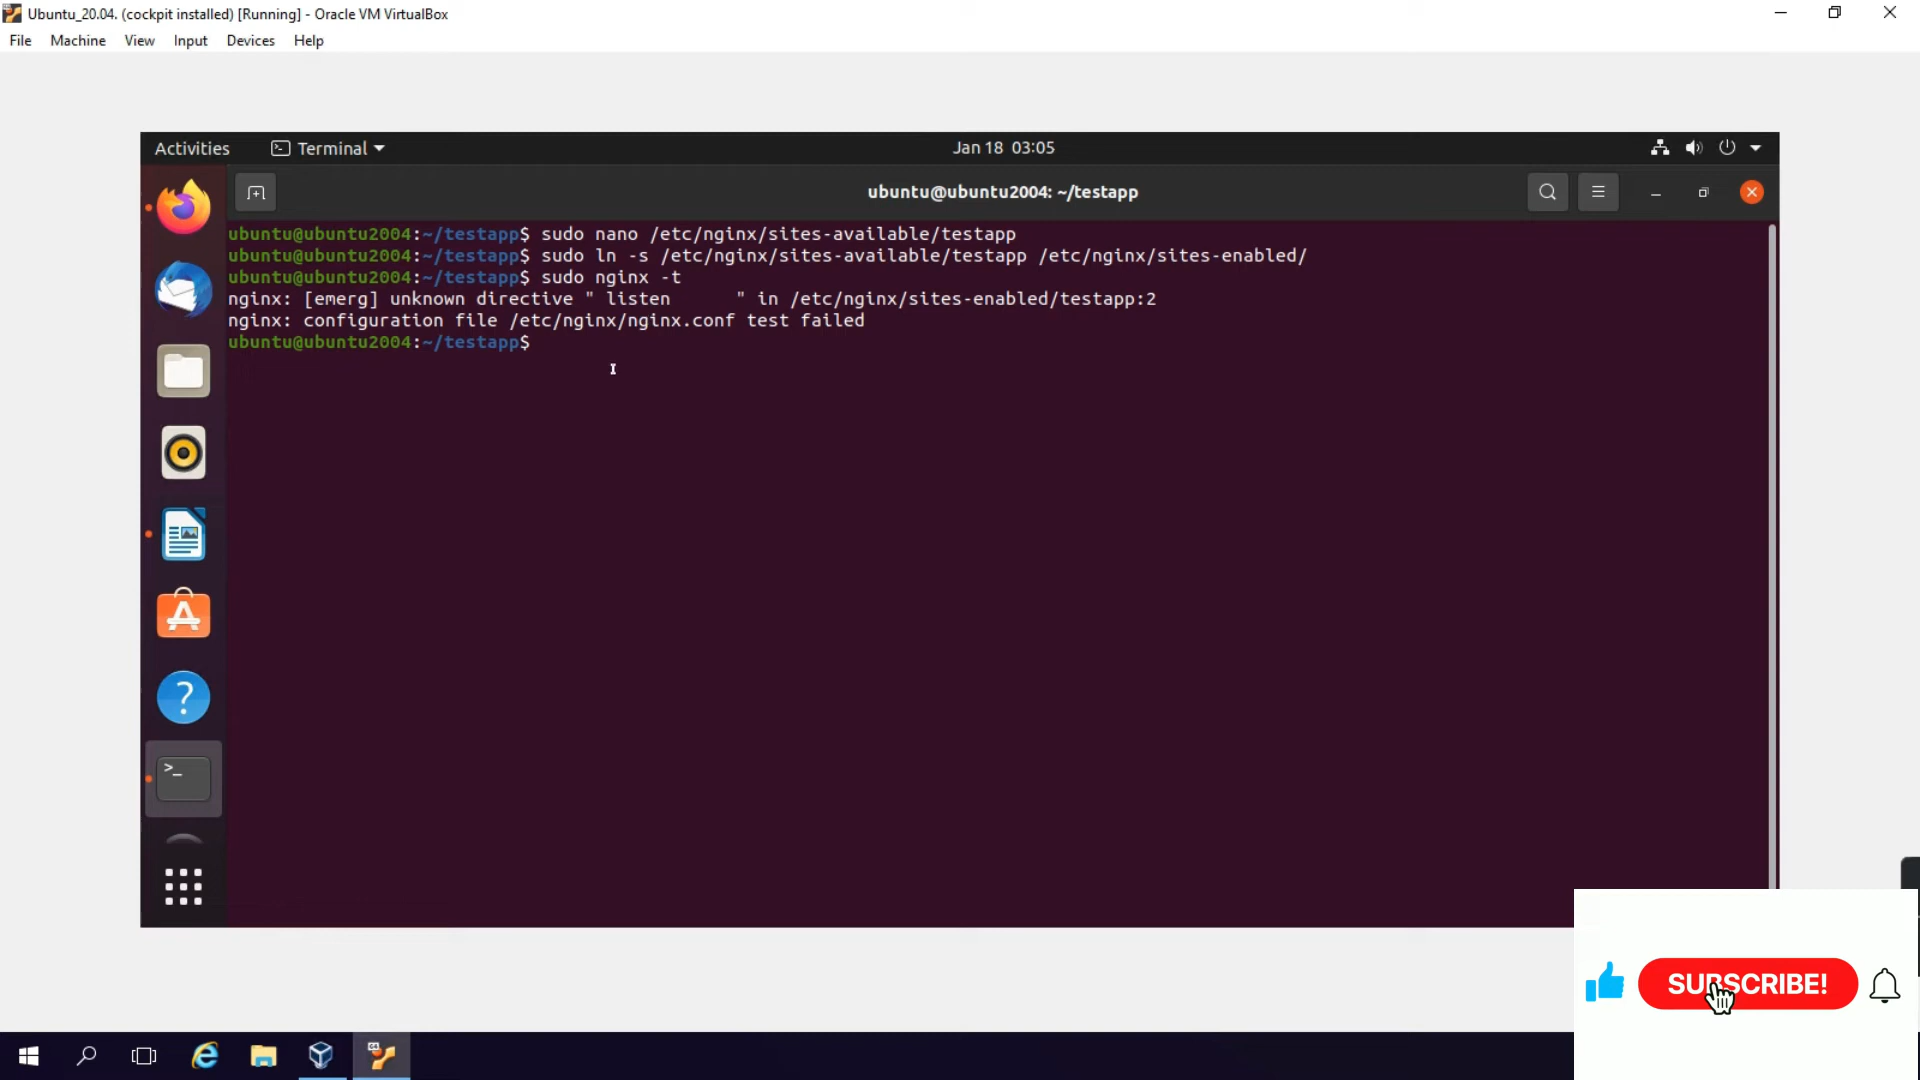 Ubuntu_20.04. (cockpit installed) [Running] - Oracle VM VirtualBox
File Machine View Input Devices Help
Activities Terminal Jan 18 03:05
ubuntu@ubuntu2004: ~/testapp
ubuntu@ubuntu2004:~/testapp$ sudo nano /etc/nginx/sites-available/testapp
ubuntu@ubuntu2004:~/testapp$ sudo ln -s /etc/nginx/sites-available/testapp /etc/nginx/sites-enabled/
ubuntu@ubuntu2004:~/testapp$ sudo nginx -t
nginx: [emerg] unknown directive " listen      " in /etc/nginx/sites-enabled/testapp:2
nginx: configuration file /etc/nginx/nginx.conf test failed
ubuntu@ubuntu2004:~/testapp$
SUBSCRIBE!